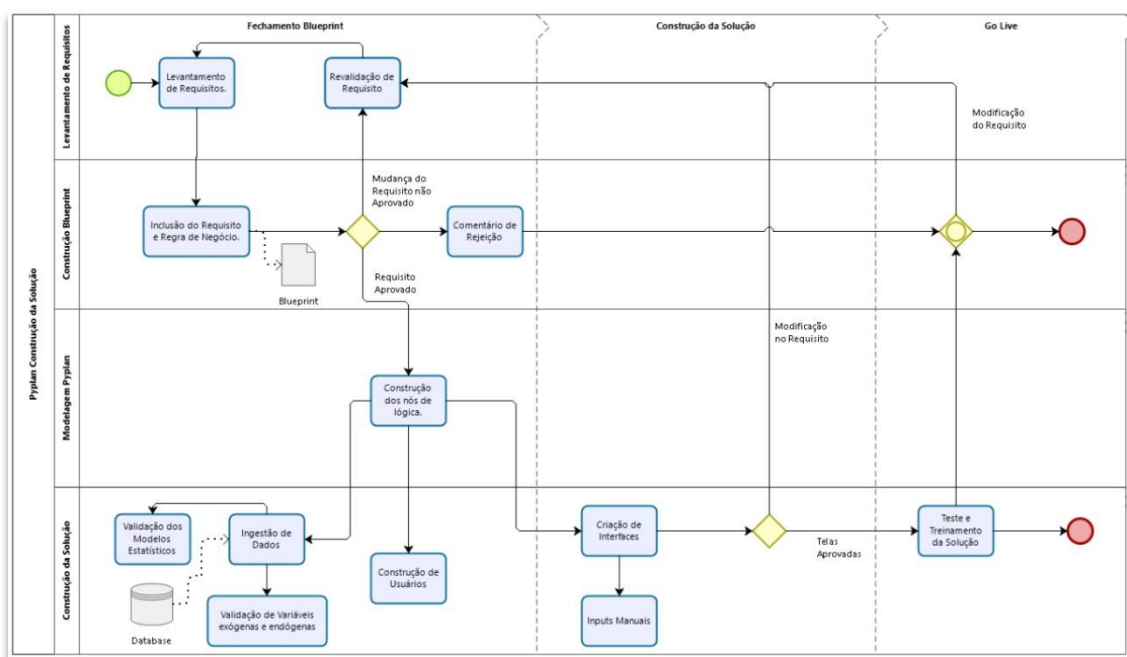 Fechamento Blueprint
Construção da Solução
Go Live
Pyplan Construção da Solução
Levantamento de Requisitos
Levantamento
de Requisitos.
Revalidação de
Requisito
Modificação
do Requisito
Construção Blueprint
Mudança do
Requisito não
Aprovado
Inclusão do Requisito
e Regra de Negócio.
Comentário de
Rejeição
Blueprint
Requisito
Aprovado
Modelagem Pyplan
Modificação
no Requisito
Construção
dos nós de
lógica.
Construção da Solução
Validação dos
Modelos
Estatísticos
Ingestão de
Dados
Criação de
Interfaces
Telas
Aprovadas
Teste e
Treinamento
da Solução
Construção de
Usuários
Database
Validação de Variáveis
exógenas e endógenas
Inputs Manuais